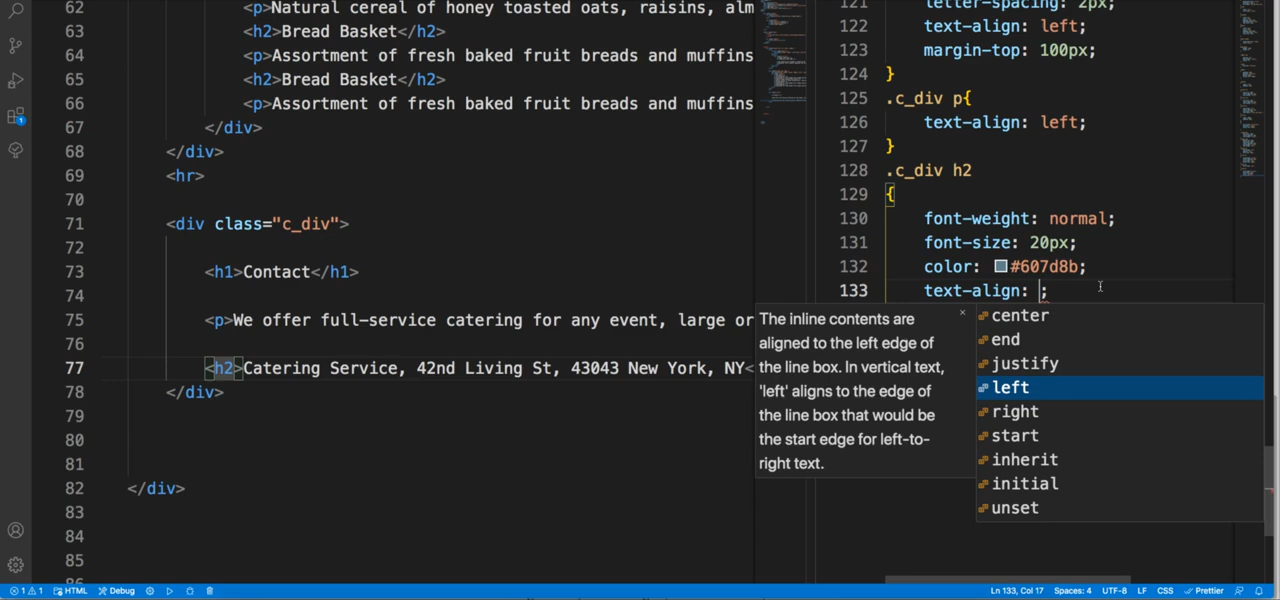 62 <p>Natural cereal of honey toasted oats, raisins, alm
63 <h2>Bread Basket</h2>
64 <p>Assortment of fresh baked fruit breads and muffins
65 <h2>Bread Basket</h2>
66 <p>Assortment of fresh baked fruit breads and muffins
67 </div>
68 </div>
69 <hr>
70
71 <div class="c_div">
72
73 <h1>Contact</h1>
74
75 <p>We offer full-service catering for any event, large or
76
77 <h2>Catering Service, 42nd Living St, 43043 New York, NY<
78 </div>
79
80
81
82 </div>
83
84
85
86
121 letter-spacing: 2px;
122 text-align: left;
123 margin-top: 100px;
124 }
125 .c_div p{
126 text-align: left;
127 }
128 .c_div h2
129 {
130 font-weight: normal;
131 font-size: 20px;
132 color: #607d8b;
133 text-align: ;
The inline contents are
aligned to the left edge of
the line box. In vertical text,
'left' aligns to the edge of
the line box that would be
the start edge for left-to-
right text.
×
center
end
justify
left
right
start
inherit
initial
unset
1
1 1 HTML Debug Ln 133, Col 17 Spaces: 4 UTF-8 LF CSS Prettier